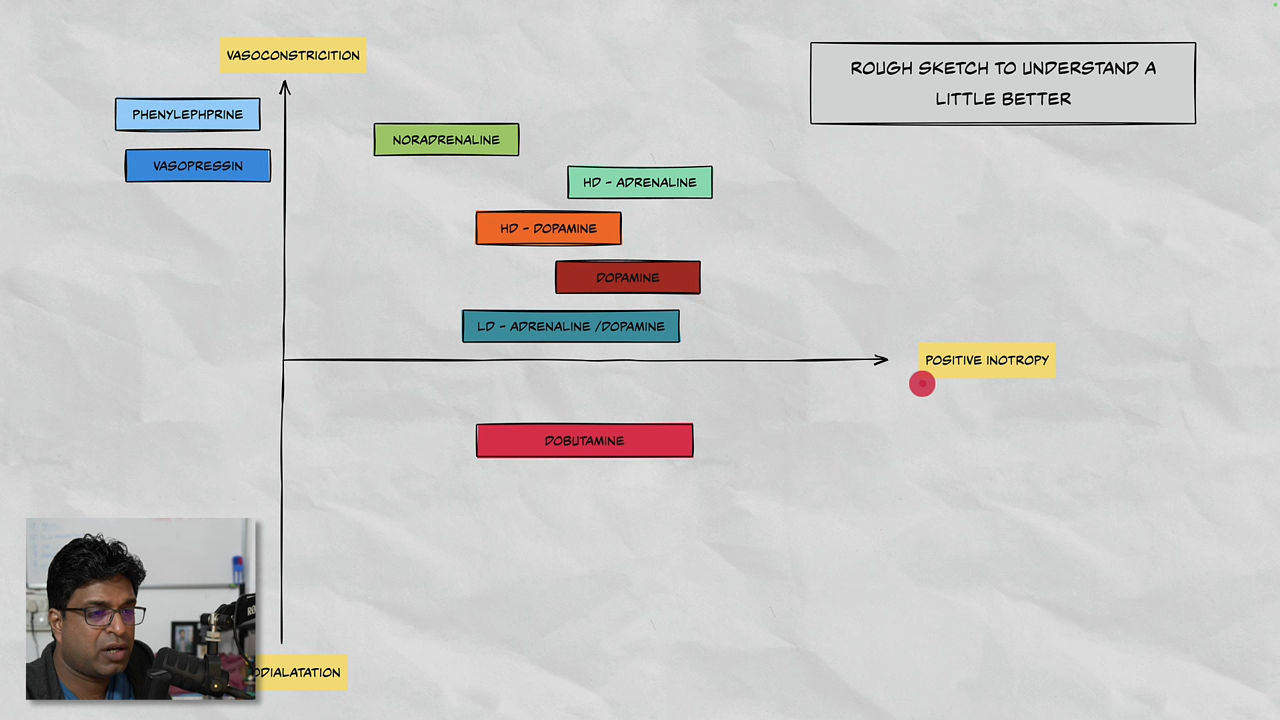 VASOCONSTRICITION
ROUGH SKETCH TO UNDERSTAND A
LITTLE BETTER
PHENYLEPHPRINE
NORADRENALINE
VASOPRESSIN
HD - ADRENALINE
HD - DOPAMINE
DOPAMINE
LD - ADRENALINE /DOPAMINE
POSITIVE INOTROPY
DOBUTAMINE
ODIALATATION